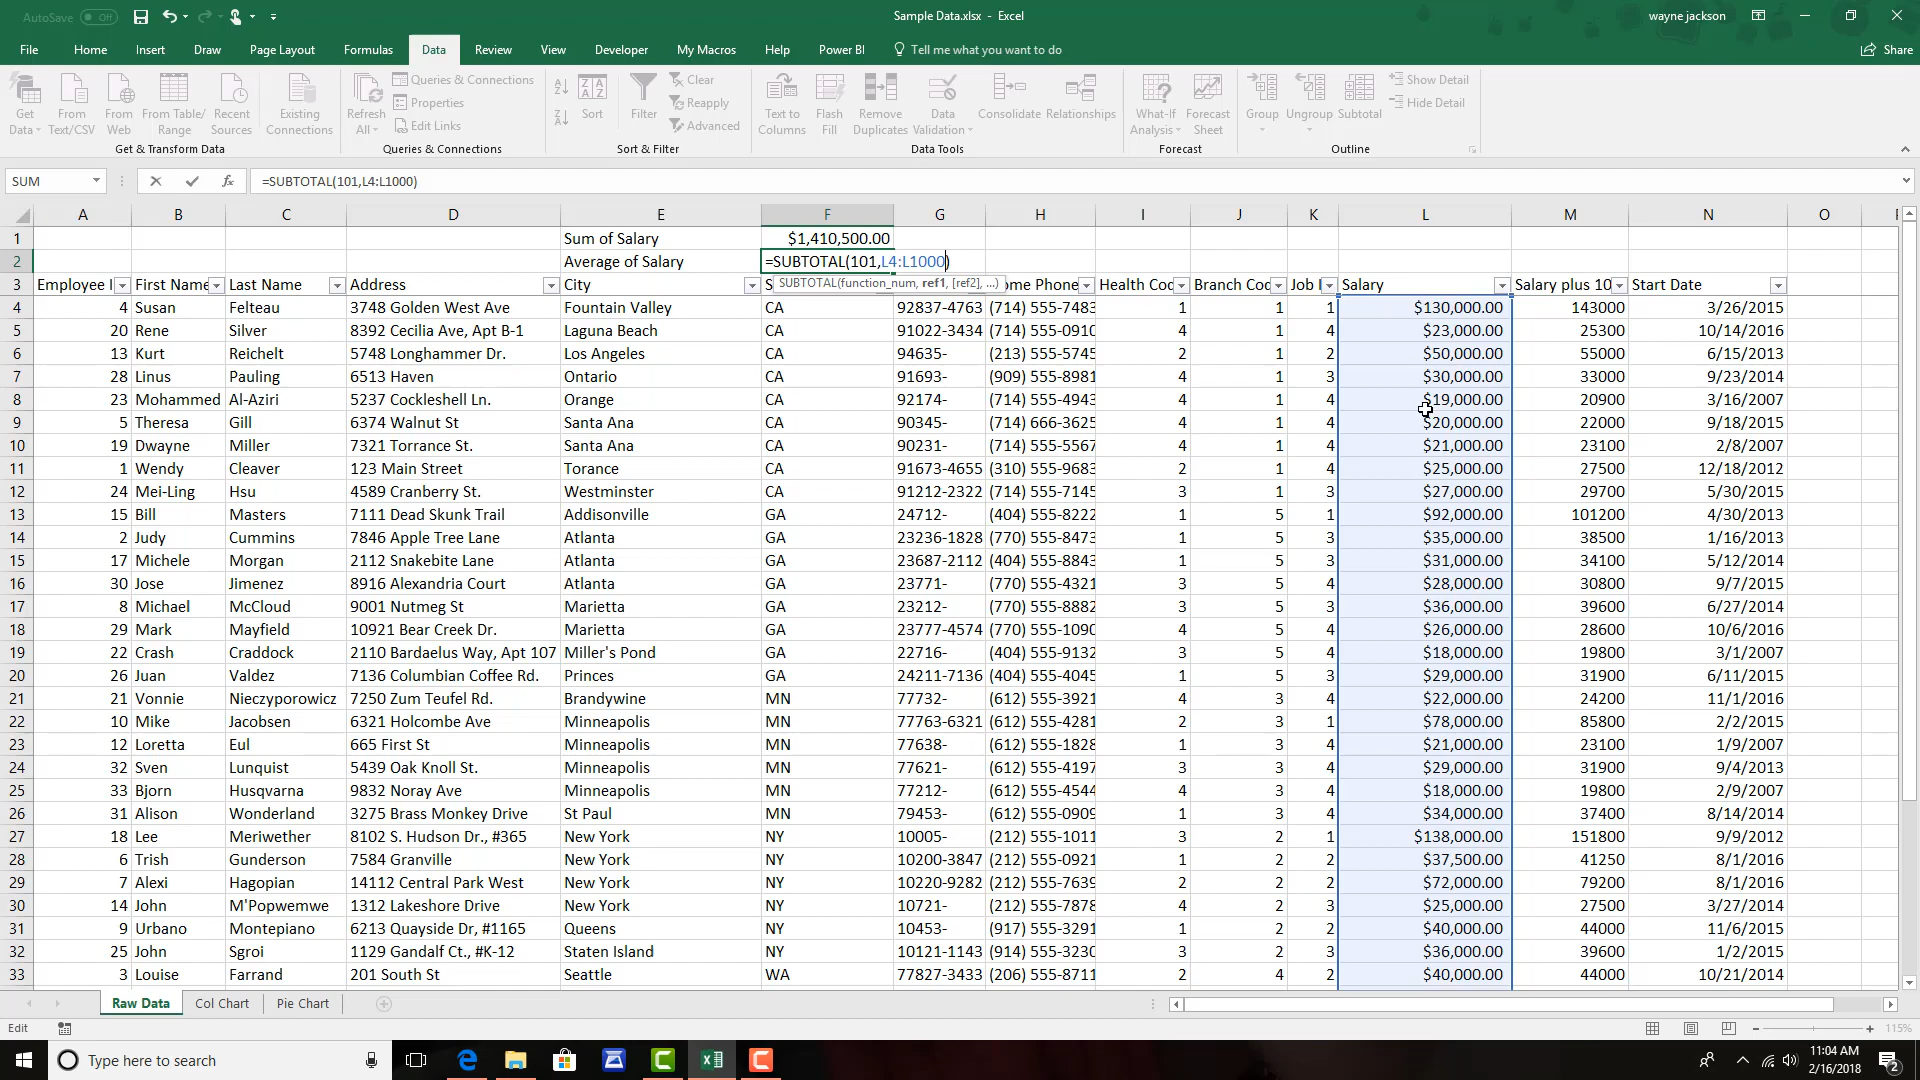 AutoSave Off
Sample Data.xlsx - Excel
wayne jackson
File Home Insert Draw Page Layout Formulas Data Review View Developer My Macros Help Power BI Tell me what you want to do Share
Get Data
From Text/CSV
From Web
From Table/ Range
Recent Sources
Existing Connections
Get & Transform Data
Refresh All
Queries & Connections
Properties
Edit Links
Queries & Connections
Sort
Filter
Clear
Reapply
Advanced
Sort & Filter
Text to Columns
Flash Fill
Remove Duplicates
Data Validation
Consolidate
Relationships
Data Tools
What-If Analysis
Forecast Sheet
Forecast
Group
Ungroup
Subtotal
Show Detail
Hide Detail
Outline
SUM
fx
=SUBTOTAL(101,L4:L1000)
A B C D E F G H I J K L M N O
1 Sum of Salary $1,410,500.00
2 Average of Salary =SUBTOTAL(101,L4:L1000)
SUBTOTAL(function_num, ref1, [ref2], ...)
3 Employee First Name Last Name Address City S ome Phone Health Branch Job Salary Salary plus 10 Start Date
4 4 Susan Felteau 3748 Golden West Ave Fountain Valley CA 92837-4763 (714) 555-7483 1 1 1 $130,000.00 143000 3/26/2015
5 20 Rene Silver 8392 Cecilia Ave, Apt B-1 Laguna Beach CA 91022-3434 (714) 555-0910 4 1 4 $23,000.00 25300 10/14/2016
6 13 Kurt Reichelt 5748 Longhammer Dr. Los Angeles CA 94635- (213) 555-5745 2 1 2 $50,000.00 55000 6/15/2013
7 28 Linus Pauling 6513 Haven Ontario CA 91693- (909) 555-8981 4 1 3 $30,000.00 33000 9/23/2014
8 23 Mohammed Al-Aziri 5237 Cockleshell Ln. Orange CA 92174- (714) 555-4943 4 1 4 $19,000.00 20900 3/16/2007
9 5 Theresa Gill 6374 Walnut St Santa Ana CA 90345- (714) 666-3625 4 1 4 $20,000.00 22000 9/18/2015
10 19 Dwayne Miller 7321 Torrance St. Santa Ana CA 90231- (714) 555-5567 4 1 4 $21,000.00 23100 2/8/2007
11 1 Wendy Cleaver 123 Main Street Torance CA 91673-4655 (310) 555-9683 2 1 4 $25,000.00 27500 12/18/2012
12 24 Mei-Ling Hsu 4589 Cranberry St. Westminster CA 91212-2322 (714) 555-7145 3 1 3 $27,000.00 29700 5/30/2015
13 15 Bill Masters 7111 Dead Skunk Trail Addisonville GA 24712- (404) 555-8222 1 5 1 $92,000.00 101200 4/30/2013
14 2 Judy Cummins 7846 Apple Tree Lane Atlanta GA 23236-1828 (770) 555-8473 1 5 3 $35,000.00 38500 1/16/2013
15 17 Michele Morgan 2112 Snakebite Lane Atlanta GA 23687-2112 (404) 555-8843 1 5 3 $31,000.00 34100 5/12/2014
16 30 Jose Jimenez 8916 Alexandria Court Atlanta GA 23771- (770) 555-4321 3 5 4 $28,000.00 30800 9/7/2015
17 8 Michael McCloud 9001 Nutmeg St Marietta GA 23212- (770) 555-8882 3 5 3 $36,000.00 39600 6/27/2014
18 29 Mark Mayfield 10921 Bear Creek Dr. Marietta GA 23777-4574 (770) 555-1090 4 5 4 $26,000.00 28600 10/6/2016
19 22 Crash Craddock 2110 Bardaelus Way, Apt 107 Miller's Pond GA 22716- (404) 555-9132 3 5 4 $18,000.00 19800 3/1/2007
20 26 Juan Valdez 7136 Columbian Coffee Rd. Princes GA 24211-7136 (404) 555-4045 1 5 3 $29,000.00 31900 6/11/2015
21 21 Vonnie Nieczyporowicz 7250 Zum Teufel Rd. Brandywine MN 77732- (612) 555-3921 4 3 4 $22,000.00 24200 11/1/2016
22 10 Mike Jacobsen 6321 Holcombe Ave Minneapolis MN 77763-6321 (612) 555-4281 2 3 1 $78,000.00 85800 2/2/2015
23 12 Loretta Eul 665 First St Minneapolis MN 77638- (612) 555-1828 1 3 4 $21,000.00 23100 1/9/2007
24 32 Sven Lunquist 5439 Oak Knoll St. Minneapolis MN 77621- (612) 555-4197 3 3 4 $29,000.00 31900 9/4/2013
25 33 Bjorn Husqvarna 9832 Noray Ave Minneapolis MN 77212- (612) 555-4544 4 3 4 $18,000.00 19800 2/9/2007
26 31 Alison Wonderland 3275 Brass Monkey Drive St Paul MN 79453- (612) 555-0909 1 3 4 $34,000.00 37400 8/14/2014
27 18 Lee Meriwether 8102 S. Hudson Dr., #365 New York NY 10005- (212) 555-1011 3 2 1 $138,000.00 151800 9/9/2012
28 6 Trish Gunderson 7584 Granville New York NY 10200-3847 (212) 555-0921 1 2 2 $37,500.00 41250 8/1/2016
29 7 Alexi Hagopian 14112 Central Park West New York NY 10220-9282 (212) 555-7639 2 2 2 $72,000.00 79200 8/1/2016
30 14 John M'Popwemwe 1312 Lakeshore Drive New York NY 10721- (212) 555-7878 4 2 3 $25,000.00 27500 3/27/2014
31 9 Urbano Montepiano 6213 Quayside Dr, #1165 Queens NY 10453- (917) 555-3291 1 2 2 $40,000.00 44000 11/6/2015
32 25 John Sgroi 1129 Gandalf Ct., #K-12 Staten Island NY 10121-1143 (914) 555-3230 3 2 3 $36,000.00 39600 1/2/2015
33 3 Louise Farrand 201 South St Seattle WA 77827-3433 (206) 555-8711 2 4 2 $40,000.00 44000 10/21/2014
Raw Data Col Chart Pie Chart
Edit
115%
Type here to search
11:04 AM
2/16/2018
2